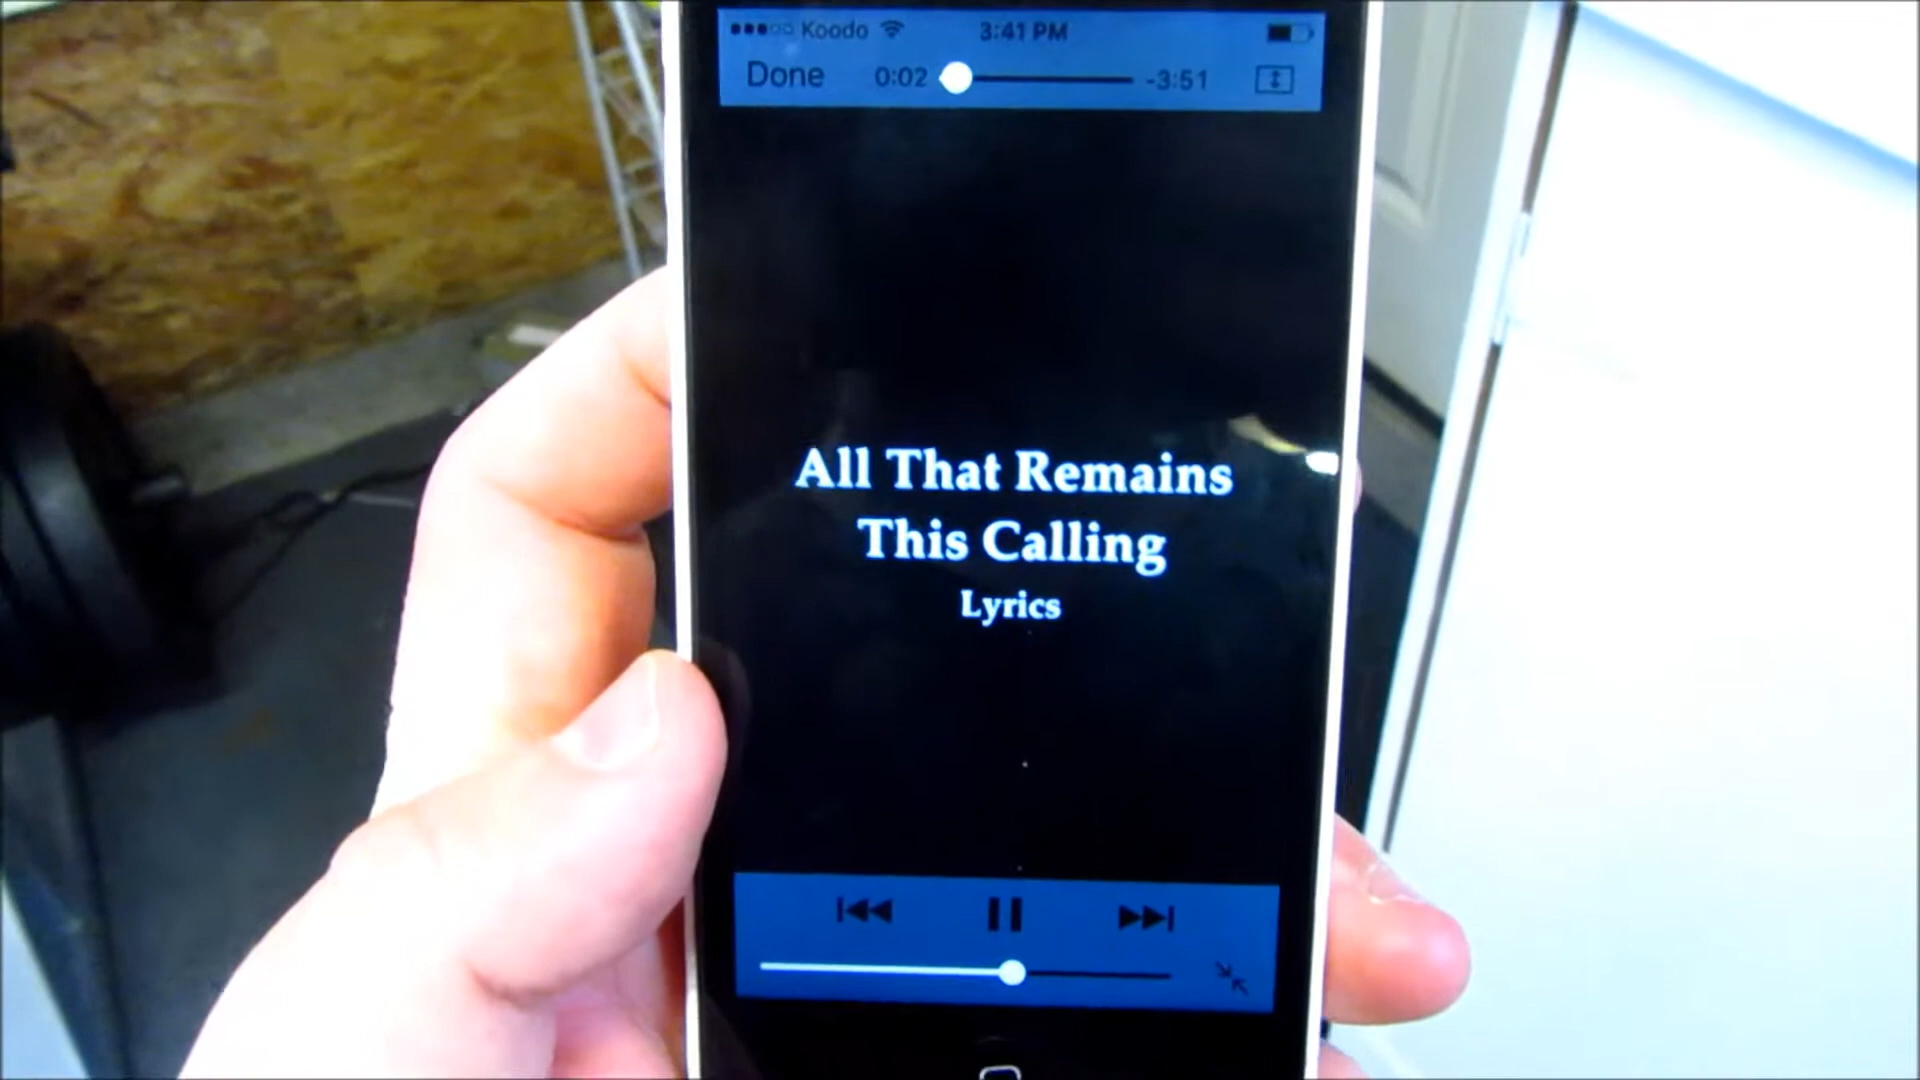 Koodo 3:41 PM
Done 0:02 -3:51
All That Remains
This Calling
Lyrics